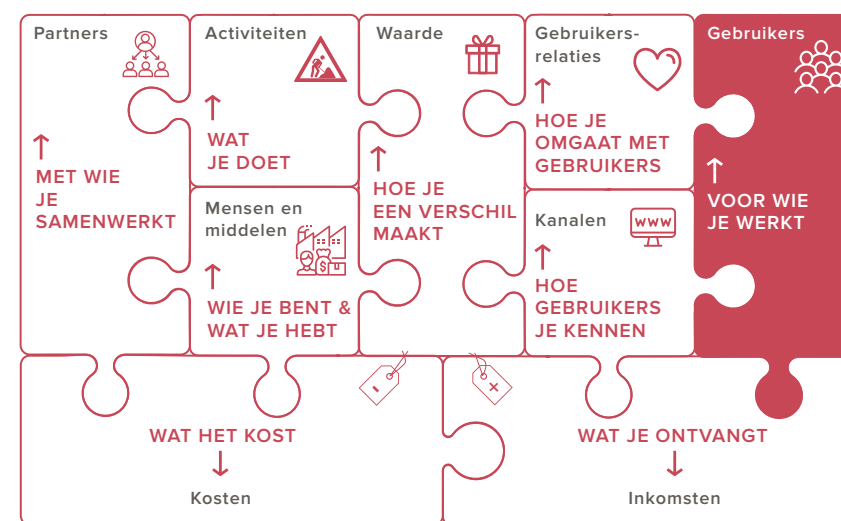 Partners
MET WIE
JE
SAMENWERKT
Activiteiten
WAT
JE DOET
Mensen en
middelen
WIE JE BENT &
WAT JE HEBT
Waarde
HOE JE
EEN VERSCHIL
MAAKT
Gebruikers-
relaties
HOE JE
OMGAAT MET
GEBRUIKERS
Kanalen
www
HOE
GEBRUIKERS
JE KENNEN
Gebruikers
VOOR WIE
JE WERKT
-
+
WAT HET KOST
Kosten
WAT JE ONTVANGT
Inkomsten